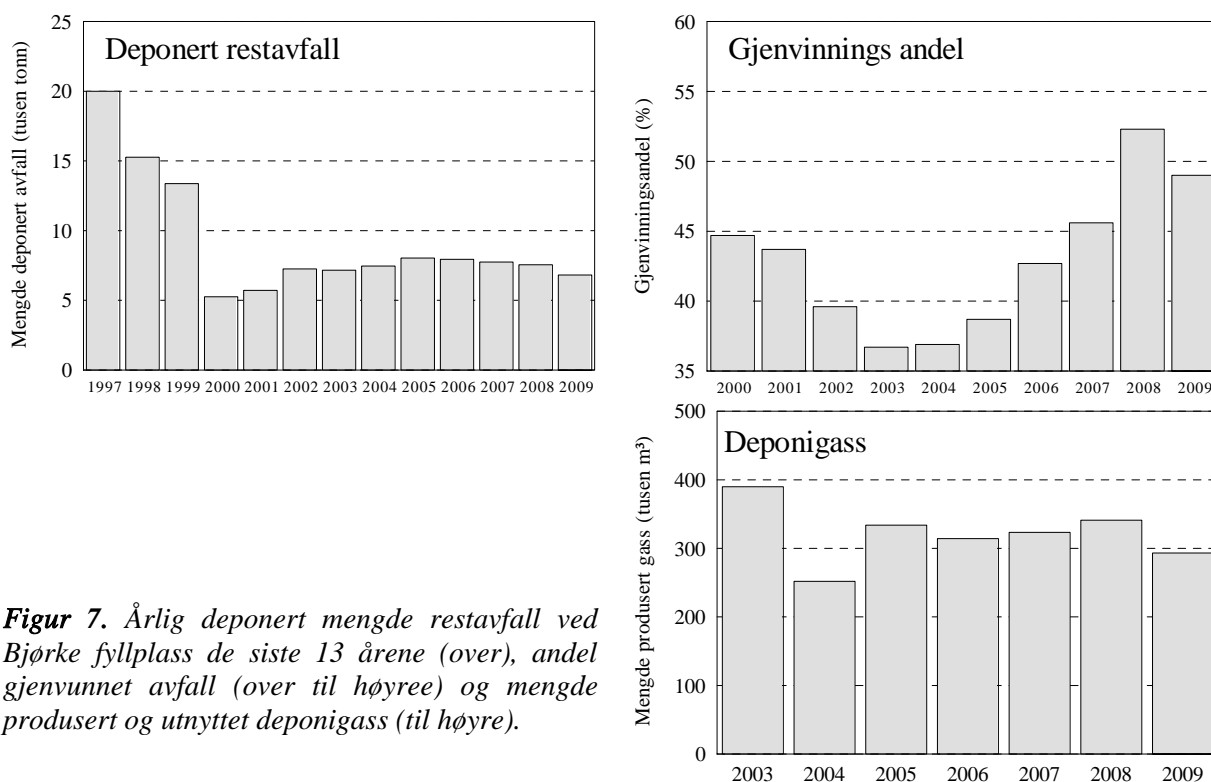 Deponert restavfall
Mengde deponert avfall (tusen tonn)
25
20
15
10
5
0
1997 1998 1999 2000 2001 2002 2003 2004 2005 2006 2007 2008 2009
Gjenvinnings andel
Gjenvinningsandel (%)
60
55
50
45
40
35
2000 2001 2002 2003 2004 2005 2006 2007 2008 2009
Deponigass
Mengde produsert gass (tusen m³)
500
400
300
200
100
0
2003 2004 2005 2006 2007 2008 2009
Figur 7. Årlig deponert mengde restavfall ved
Bjørke fyllplass de siste 13 årene (over), andel
gjenvunnet avfall (over til høyree) og mengde
produsert og utnyttet deponigass (til høyre).